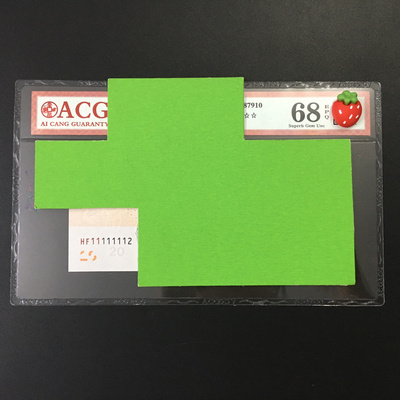 ACG 87910 68 EPQ
AI CANG GUARANTY ☆☆ Superb Gem Unc
HF11111112
20